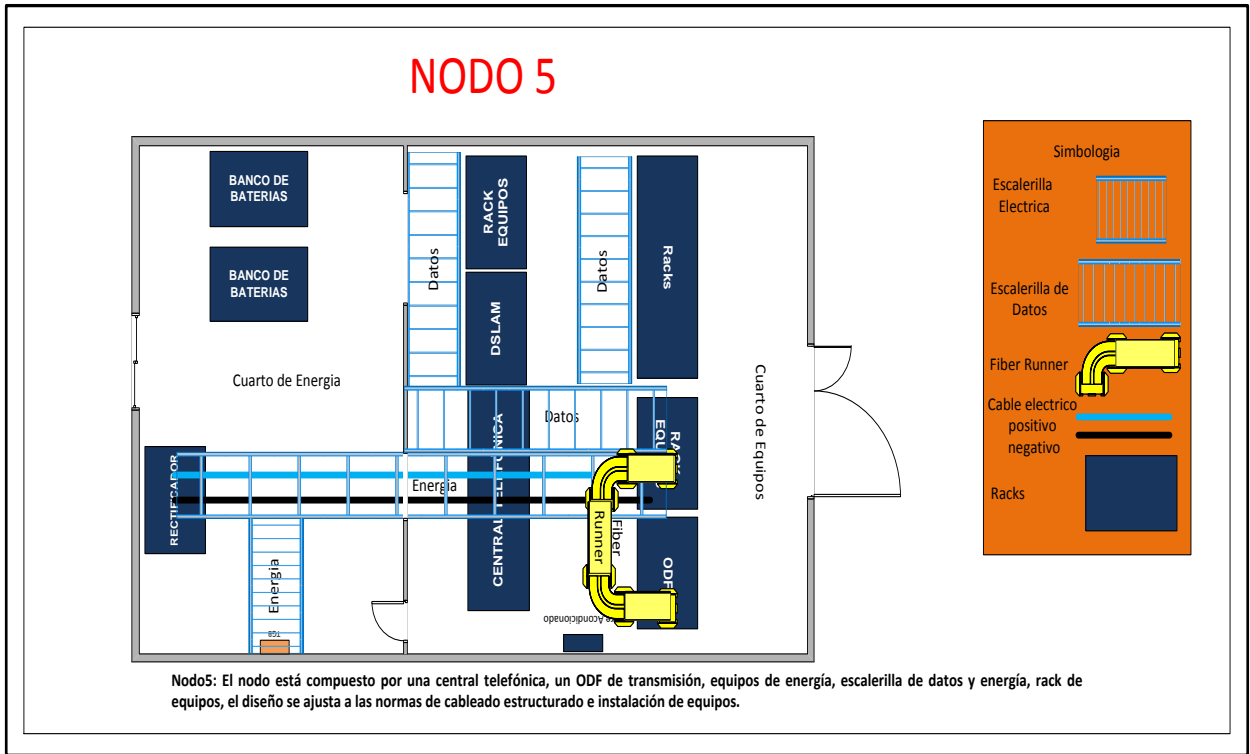 NODO 5
BANCO DE
BATERIAS
BANCO DE
BATERIAS
Cuarto de Energia
RECTIFICADOR
Energia
TGB
Datos
RACK
EQUIPOS
DSLAM
Datos
Racks
Datos
Energia
Runner
Fiber
ODF
Acondicionado
Cuarto de Equipos
Simbologia
Escalerilla
Electrica
Escalerilla de
Datos
Fiber Runner
Cable electrico
positivo
negativo
Racks
Nodo5: El nodo está compuesto por una central telefónica, un ODF de transmisión, equipos de energía, escalerilla de datos y energía, rack de
equipos, el diseño se ajusta a las normas de cableado estructurado e instalación de equipos.